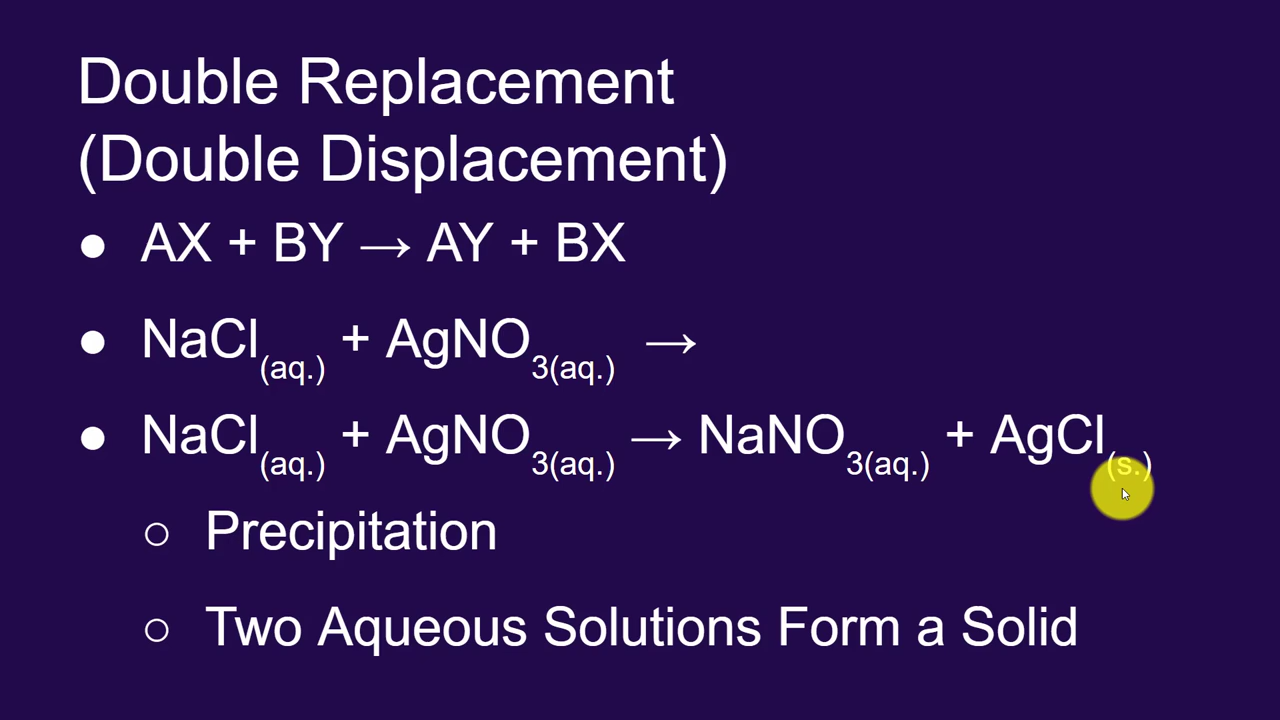 Double Replacement
(Double Displacement)
● AX + BY → AY + BX
● NaCl(aq.) + AgNO3(aq.) →
● NaCl(aq.) + AgNO3(aq.) → NaNO3(aq.) + AgCl(s.)
○ Precipitation
○ Two Aqueous Solutions Form a Solid